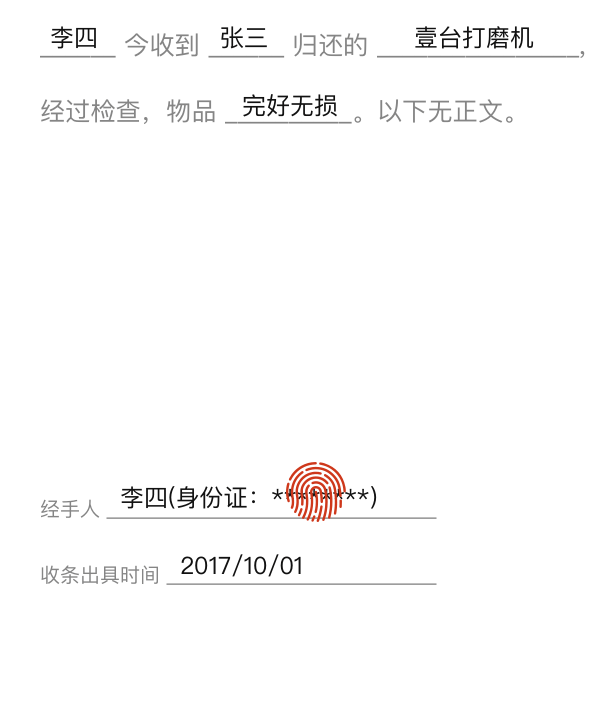 李四 今收到 张三 归还的 壹台打磨机,
经过检查，物品 完好无损。以下无正文。
经手人 李四(身份证：********)
收条出具时间 2017/10/01